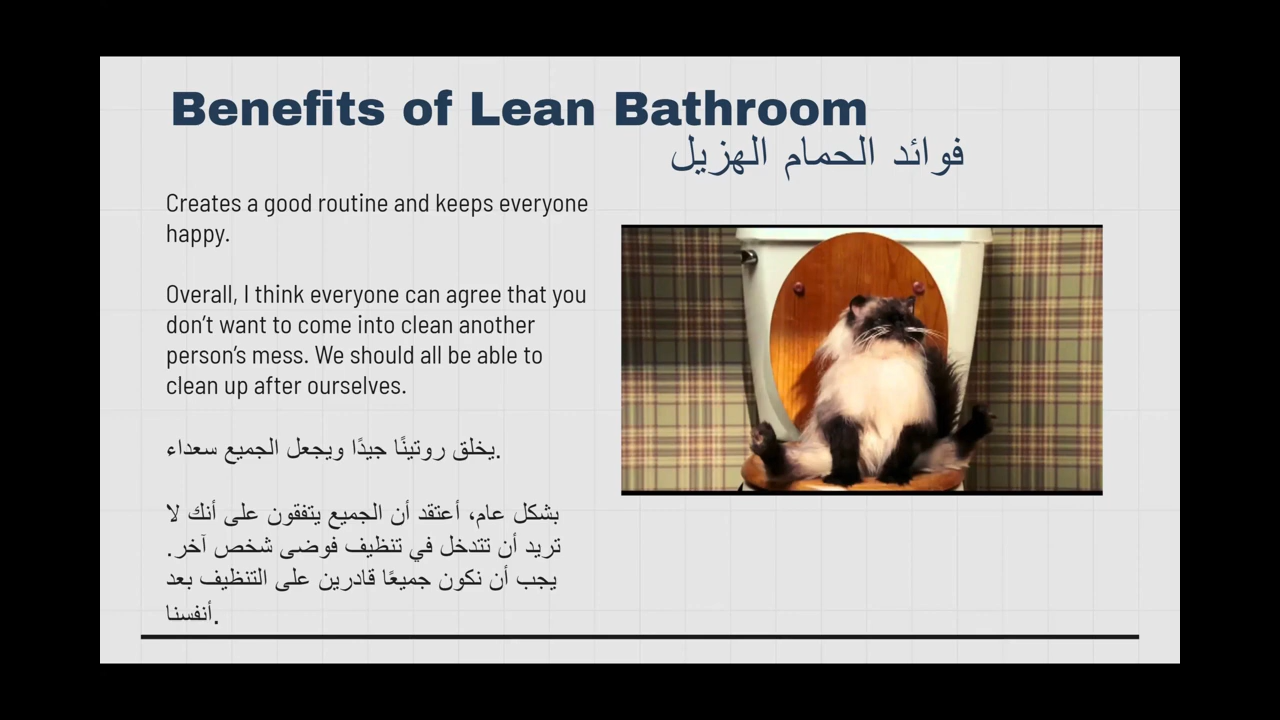 Benefits of Lean Bathroom
فوائد الحمام الهزيل
Creates a good routine and keeps everyone
happy.
Overall, I think everyone can agree that you
don’t want to come into clean another
person’s mess. We should all be able to
clean up after ourselves.
يخلق روتينًا جيدًا ويجعل الجميع سعداء.
بشكل عام، أعتقد أن الجميع يتفقون على أنك لا
تريد أن تتدخل في تنظيف فوضى شخص آخر.
يجب أن نكون جميعًا قادرين على التنظيف بعد
أنفسنا.